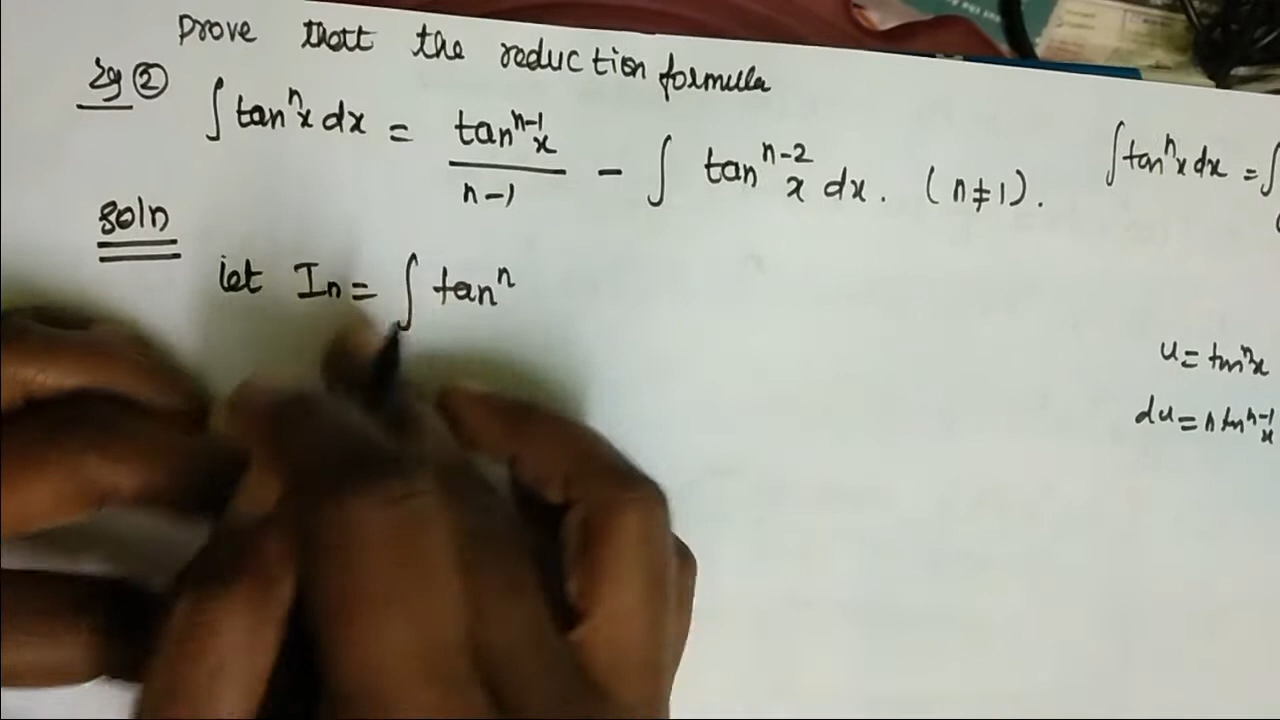 prove that the reduction formula
Eg ②
∫ tanⁿx dx = tanⁿ⁻¹x / n-1 - ∫ tanⁿ⁻²x dx. (n≠1).
∫tanⁿx dx = ∫
soln
let Iₙ = ∫ tanⁿ
u = tanⁿx
du = n tanⁿ⁻¹x